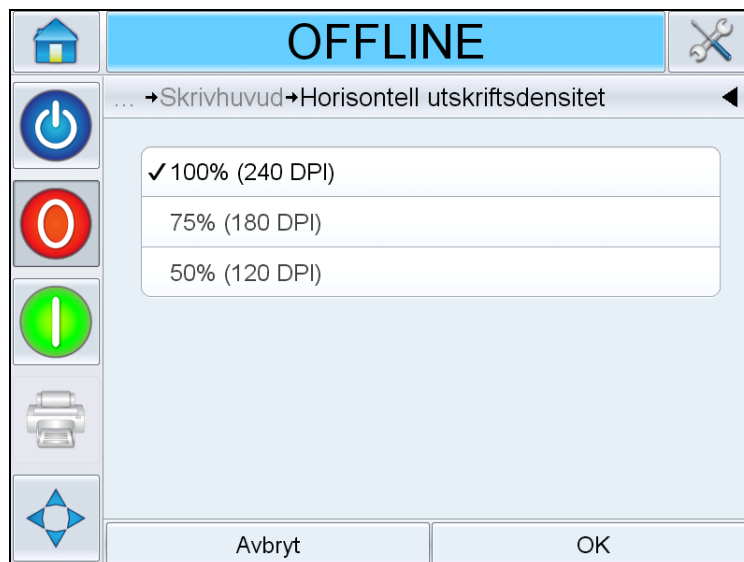 OFFLINE
... →Skrivhuvud→Horisontell utskriftsdensitet
✓100% (240 DPI)
75% (180 DPI)
50% (120 DPI)
Avbryt
OK